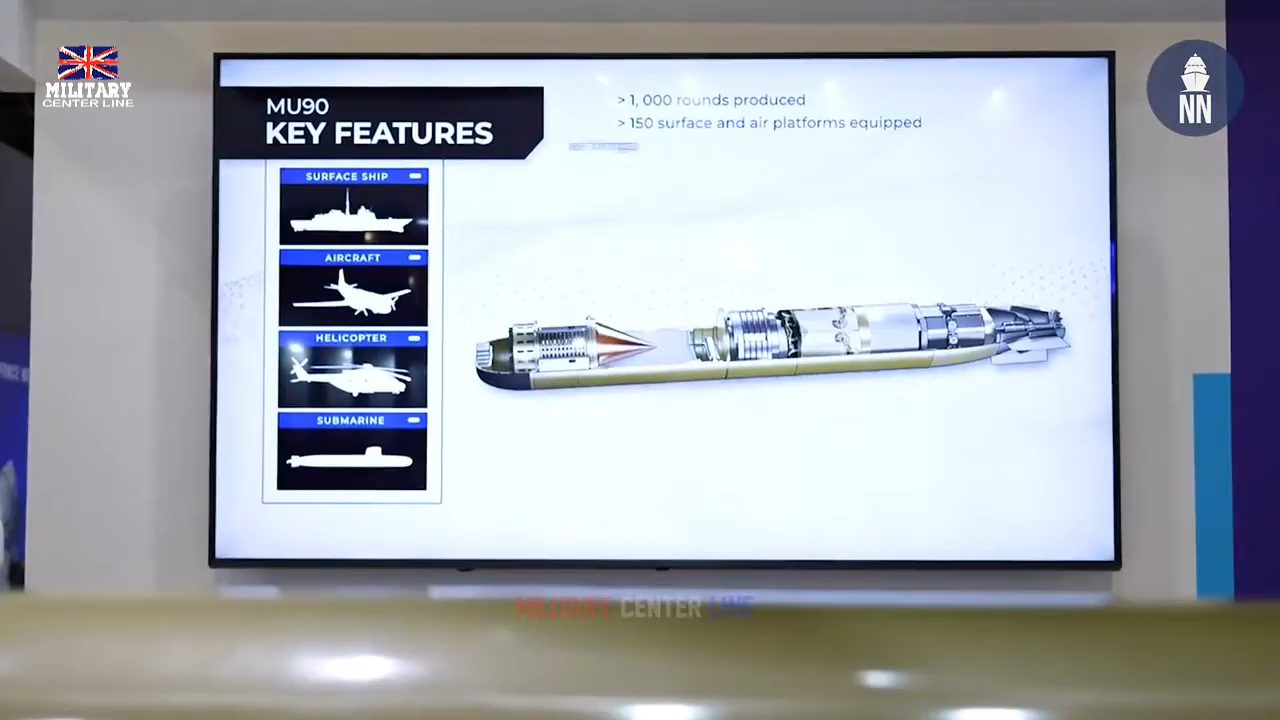 MILITARY
CENTER LINE
NN
MU90
KEY FEATURES
> 1, 000 rounds produced
> 150 surface and air platforms equipped
SURFACE SHIP
AIRCRAFT
HELICOPTER
SUBMARINE
MILITARY CENTER LINE